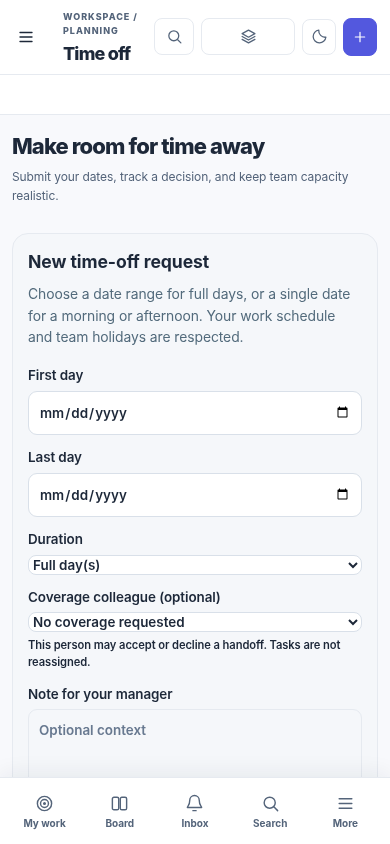 WORKSPACE /
PLANNING
Time off
Make room for time away
Submit your dates, track a decision, and keep team capacity
realistic.
New time-off request
Choose a date range for full days, or a single date
for a morning or afternoon. Your work schedule
and team holidays are respected.
First day
mm/dd/yyyy
Last day
mm/dd/yyyy
Duration
Full day(s)
Coverage colleague (optional)
No coverage requested
This person may accept or decline a handoff. Tasks are not
reassigned.
Note for your manager
Optional context
My work
Board
Inbox
Search
More